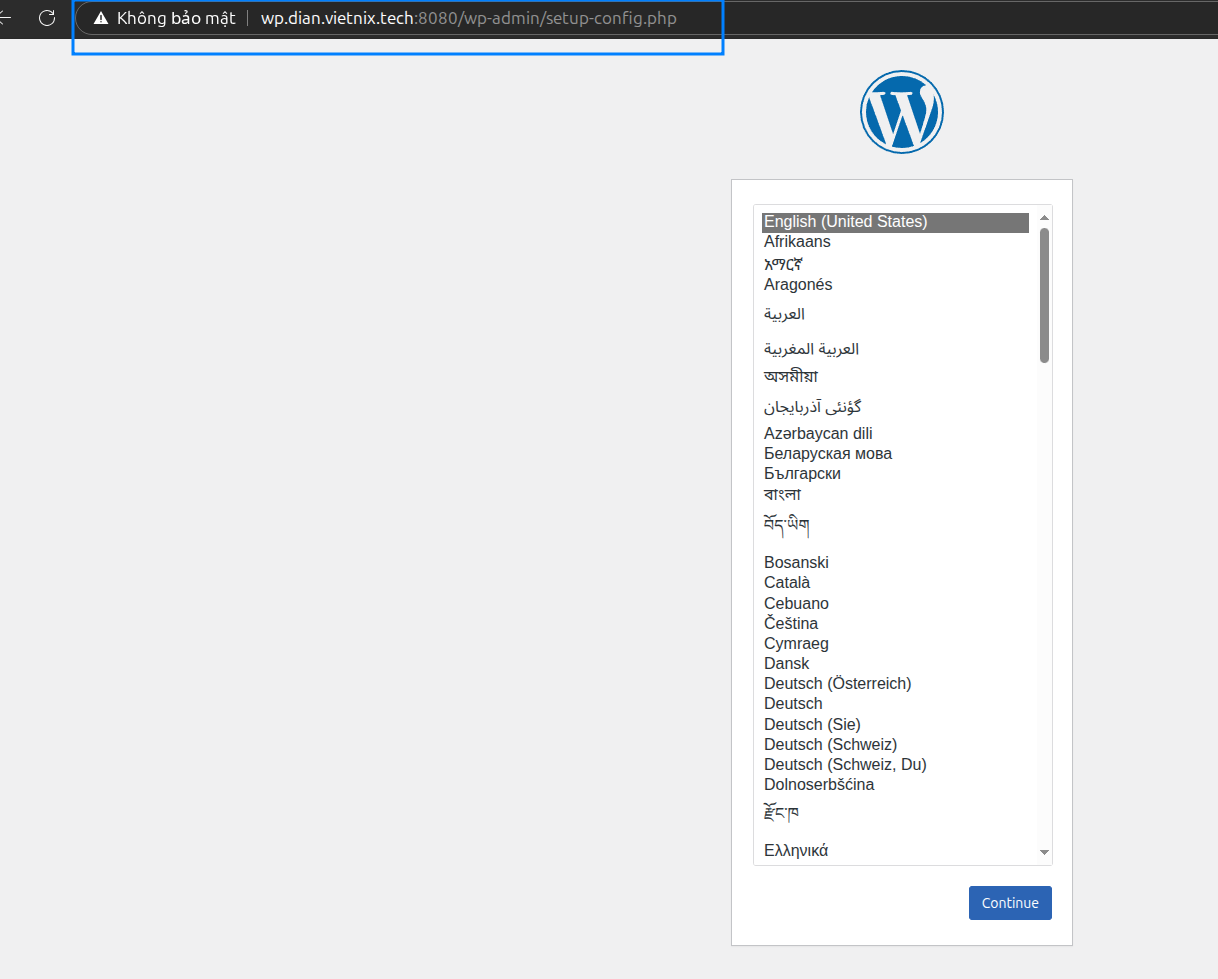 Không bảo mật wp.dian.vietnix.tech:8080/wp-admin/setup-config.php
English (United States)
Afrikaans
አማርኛ
Aragonés
العربية
العربية المغربية
অসমীয়া
گؤنئی آذربایجان
Azərbaycan dili
Беларуская мова
Български
বাংলা
བོད་ཡིག
Bosanski
Català
Cebuano
Čeština
Cymraeg
Dansk
Deutsch (Österreich)
Deutsch
Deutsch (Sie)
Deutsch (Schweiz)
Deutsch (Schweiz, Du)
Dolnoserbšćina
རྫོང་ཁ
Ελληνικά
Continue